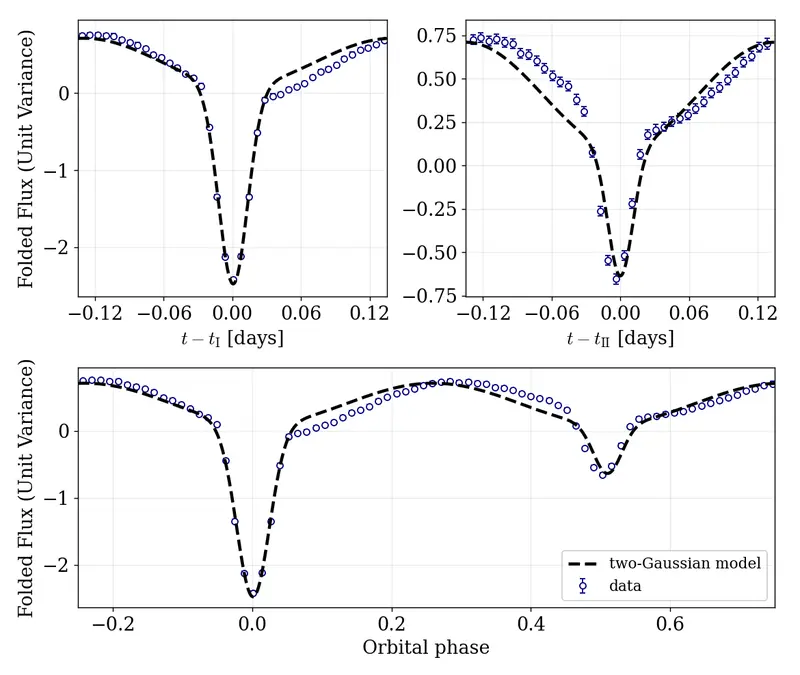 Folded Flux (Unit Variance)
0
−1
−2
−0.12 −0.06 0.00 0.06 0.12
t − tI [days]
0.75
0.50
0.25
0.00
−0.25
−0.50
−0.75
−0.12 −0.06 0.00 0.06 0.12
t − tII [days]
Folded Flux (Unit Variance)
0
−1
−2
two-Gaussian model
data
−0.2 0.0 0.2 0.4 0.6
Orbital phase